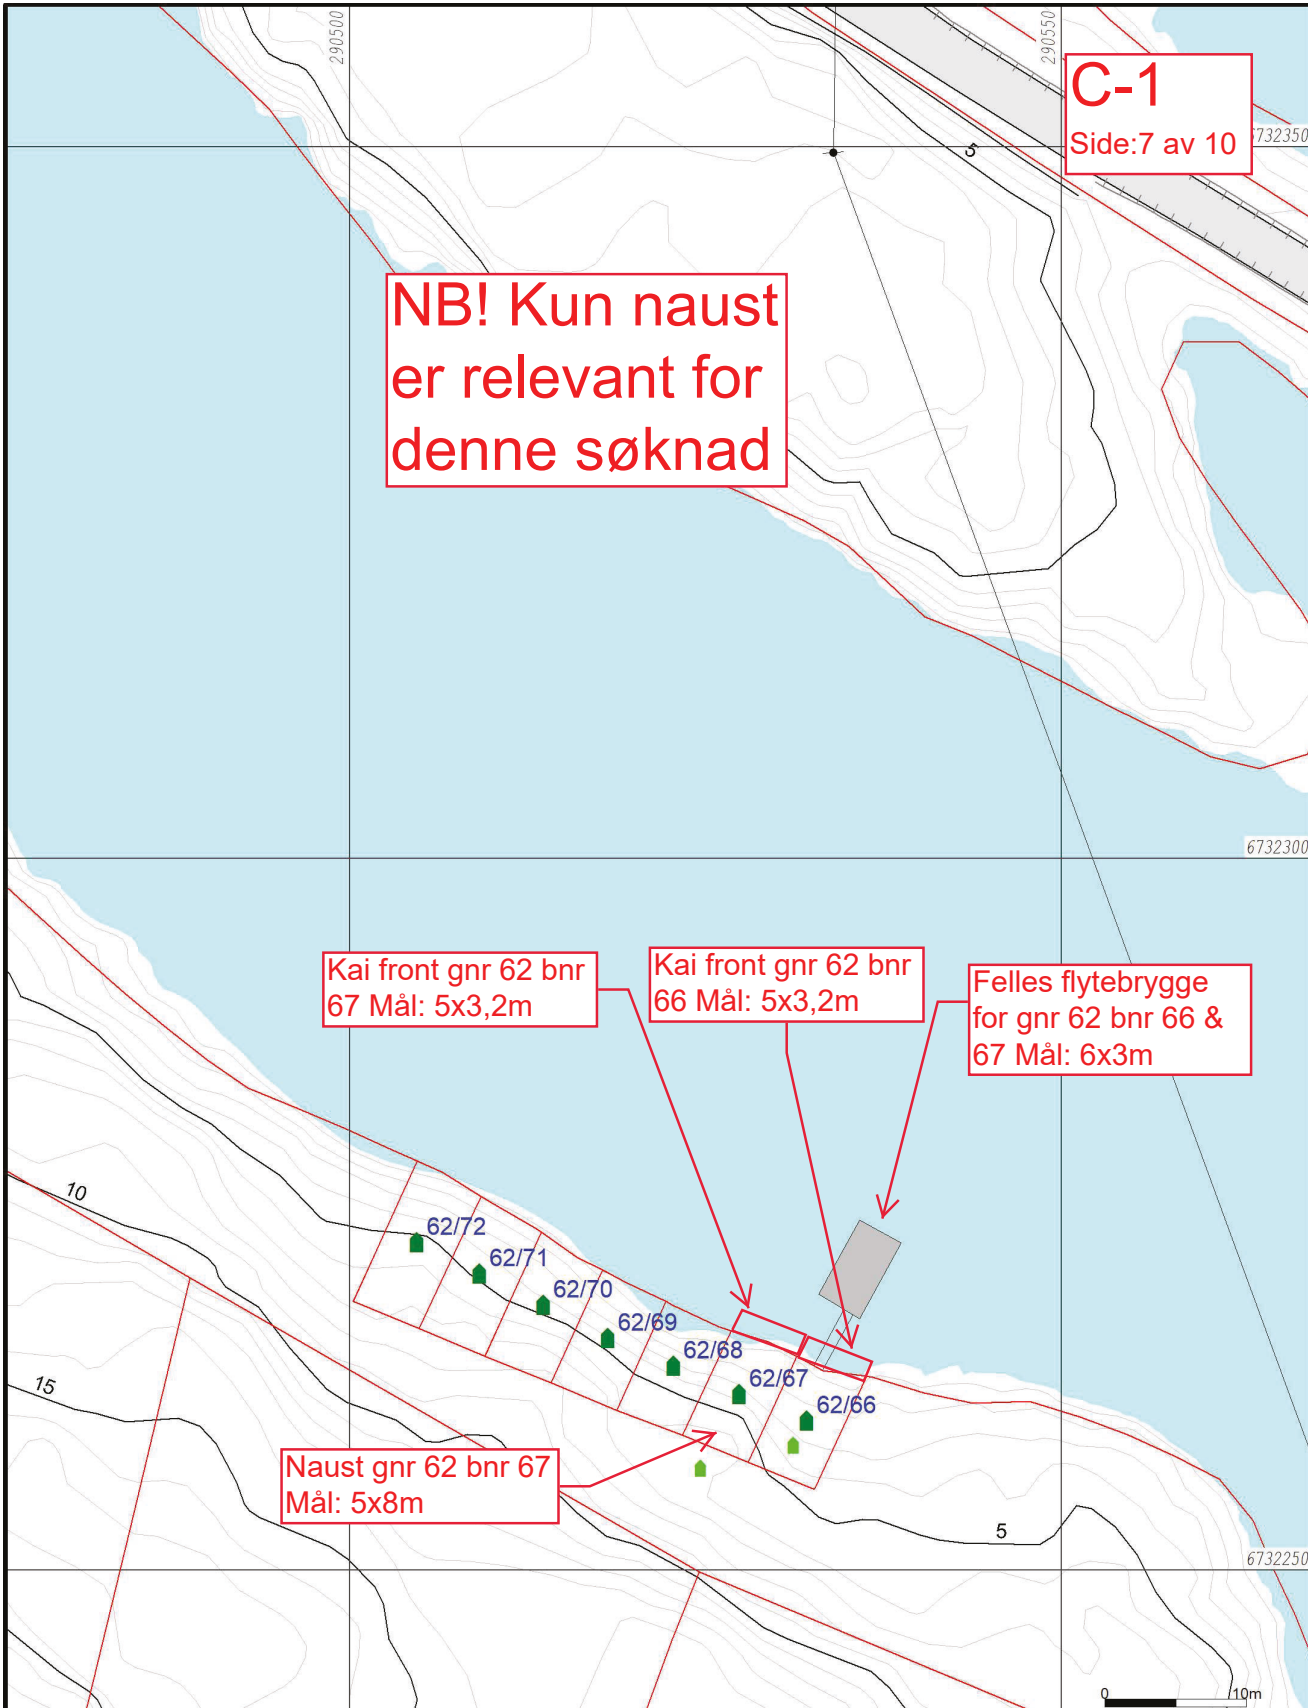 290500
290550
C-1
Side:7 av 10
6732350
5
NB! Kun naust
er relevant for
denne søknad
6732300
Kai front gnr 62 bnr
67 Mål: 5x3,2m
Kai front gnr 62 bnr
66 Mål: 5x3,2m
Felles flytebrygge
for gnr 62 bnr 66 &
67 Mål: 6x3m
10
62/72
62/71
62/70
62/69
62/68
62/67
62/66
15
Naust gnr 62 bnr 67
Mål: 5x8m
5
6732250
0 10m